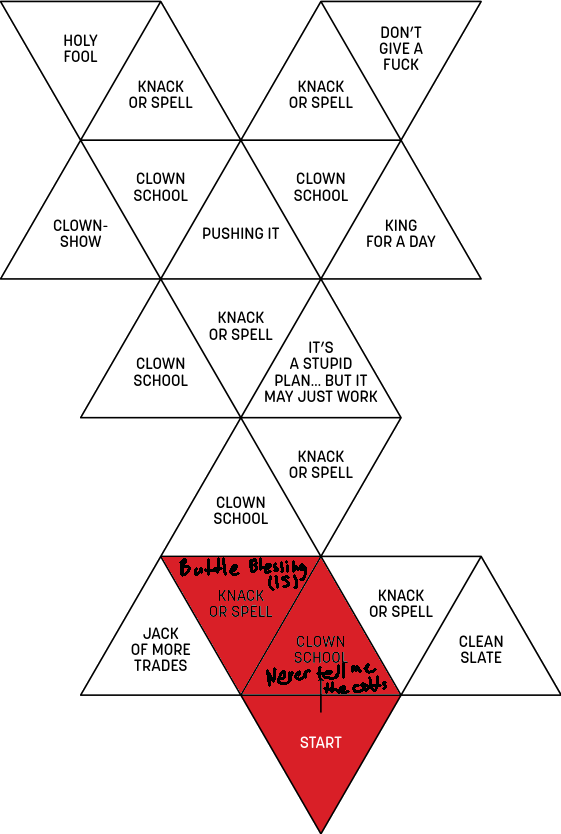 HOLY
FOOL
KNACK
OR SPELL
KNACK
OR SPELL
DON'T
GIVE A
FUCK
CLOWN-
SHOW
CLOWN
SCHOOL
PUSHING IT
CLOWN
SCHOOL
KING
FOR A DAY
CLOWN
SCHOOL
KNACK
OR SPELL
IT'S
A STUPID
PLAN... BUT IT
MAY JUST WORK
CLOWN
SCHOOL
KNACK
OR SPELL
JACK
OF MORE
TRADES
Battle Blessing
(15)
KNACK
OR SPELL
CLOWN
SCHOOL
Never tell me
the odds
KNACK
OR SPELL
CLEAN
SLATE
START